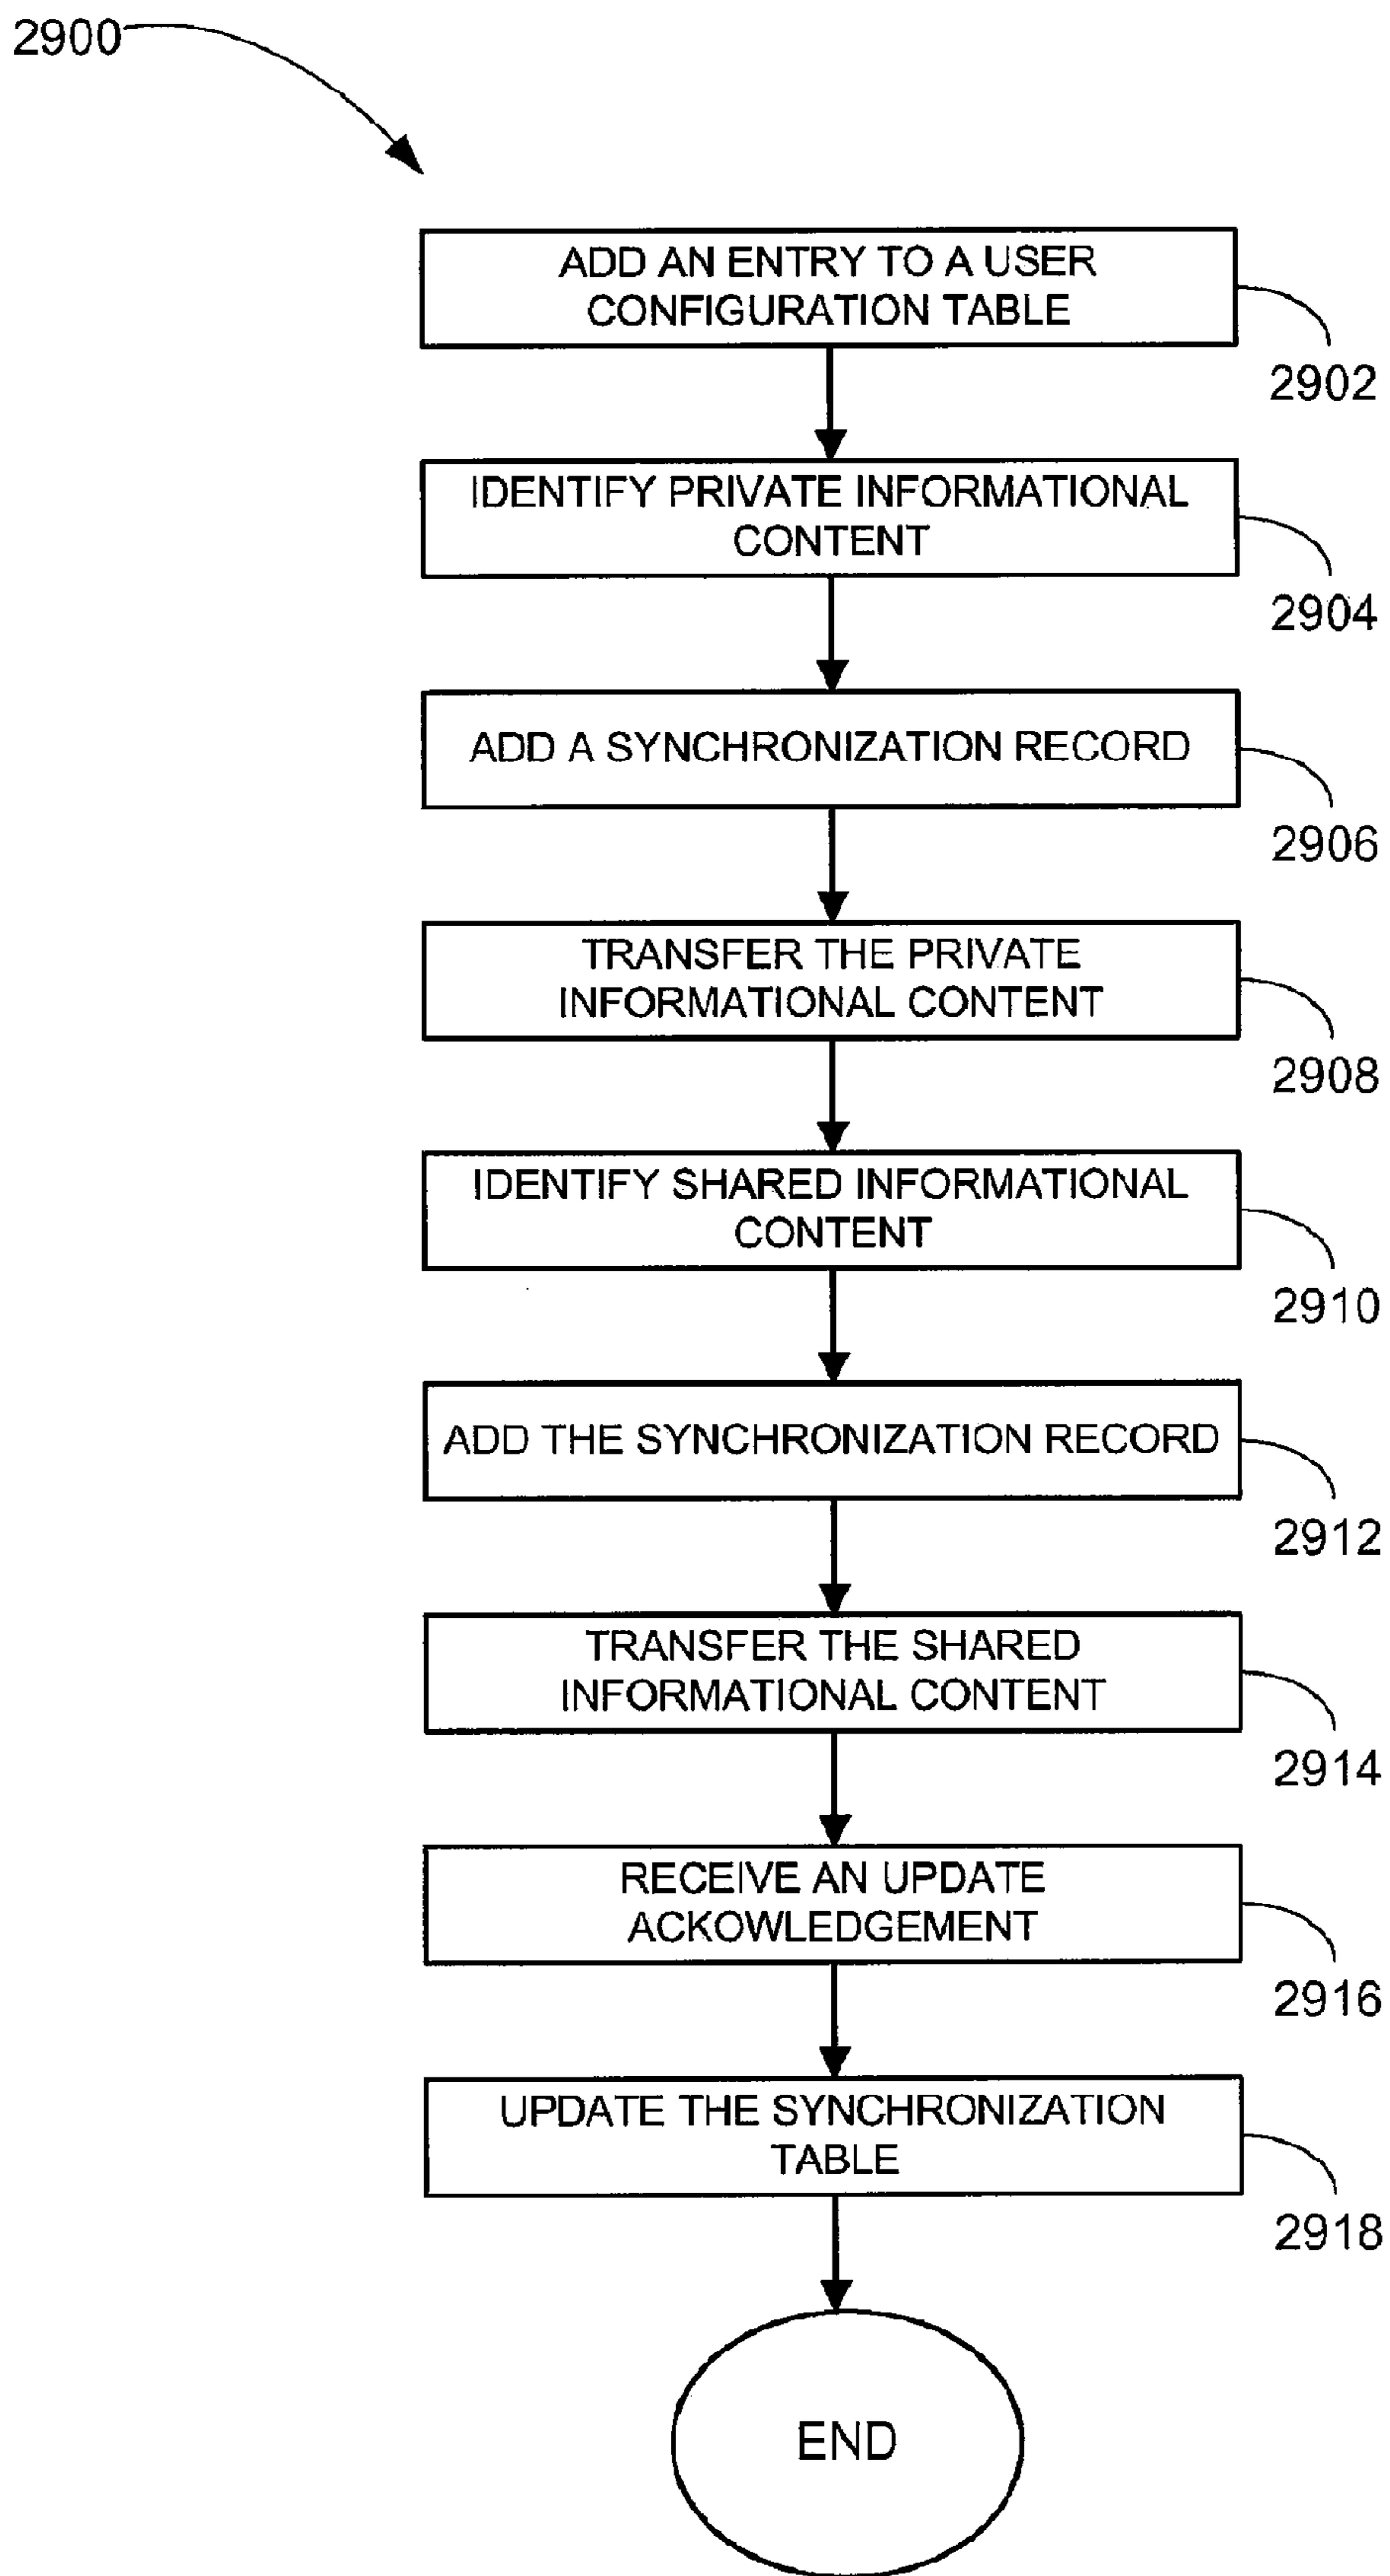 2900
ADD AN ENTRY TO A USER
CONFIGURATION TABLE
2902
IDENTIFY PRIVATE INFORMATIONAL
CONTENT
2904
ADD A SYNCHRONIZATION RECORD
2906
TRANSFER THE PRIVATE
INFORMATIONAL CONTENT
2908
IDENTIFY SHARED INFORMATIONAL
CONTENT
2910
ADD THE SYNCHRONIZATION RECORD
2912
TRANSFER THE SHARED
INFORMATIONAL CONTENT
2914
RECEIVE AN UPDATE
ACKOWLEDGEMENT
2916
UPDATE THE SYNCHRONIZATION
TABLE
2918
END